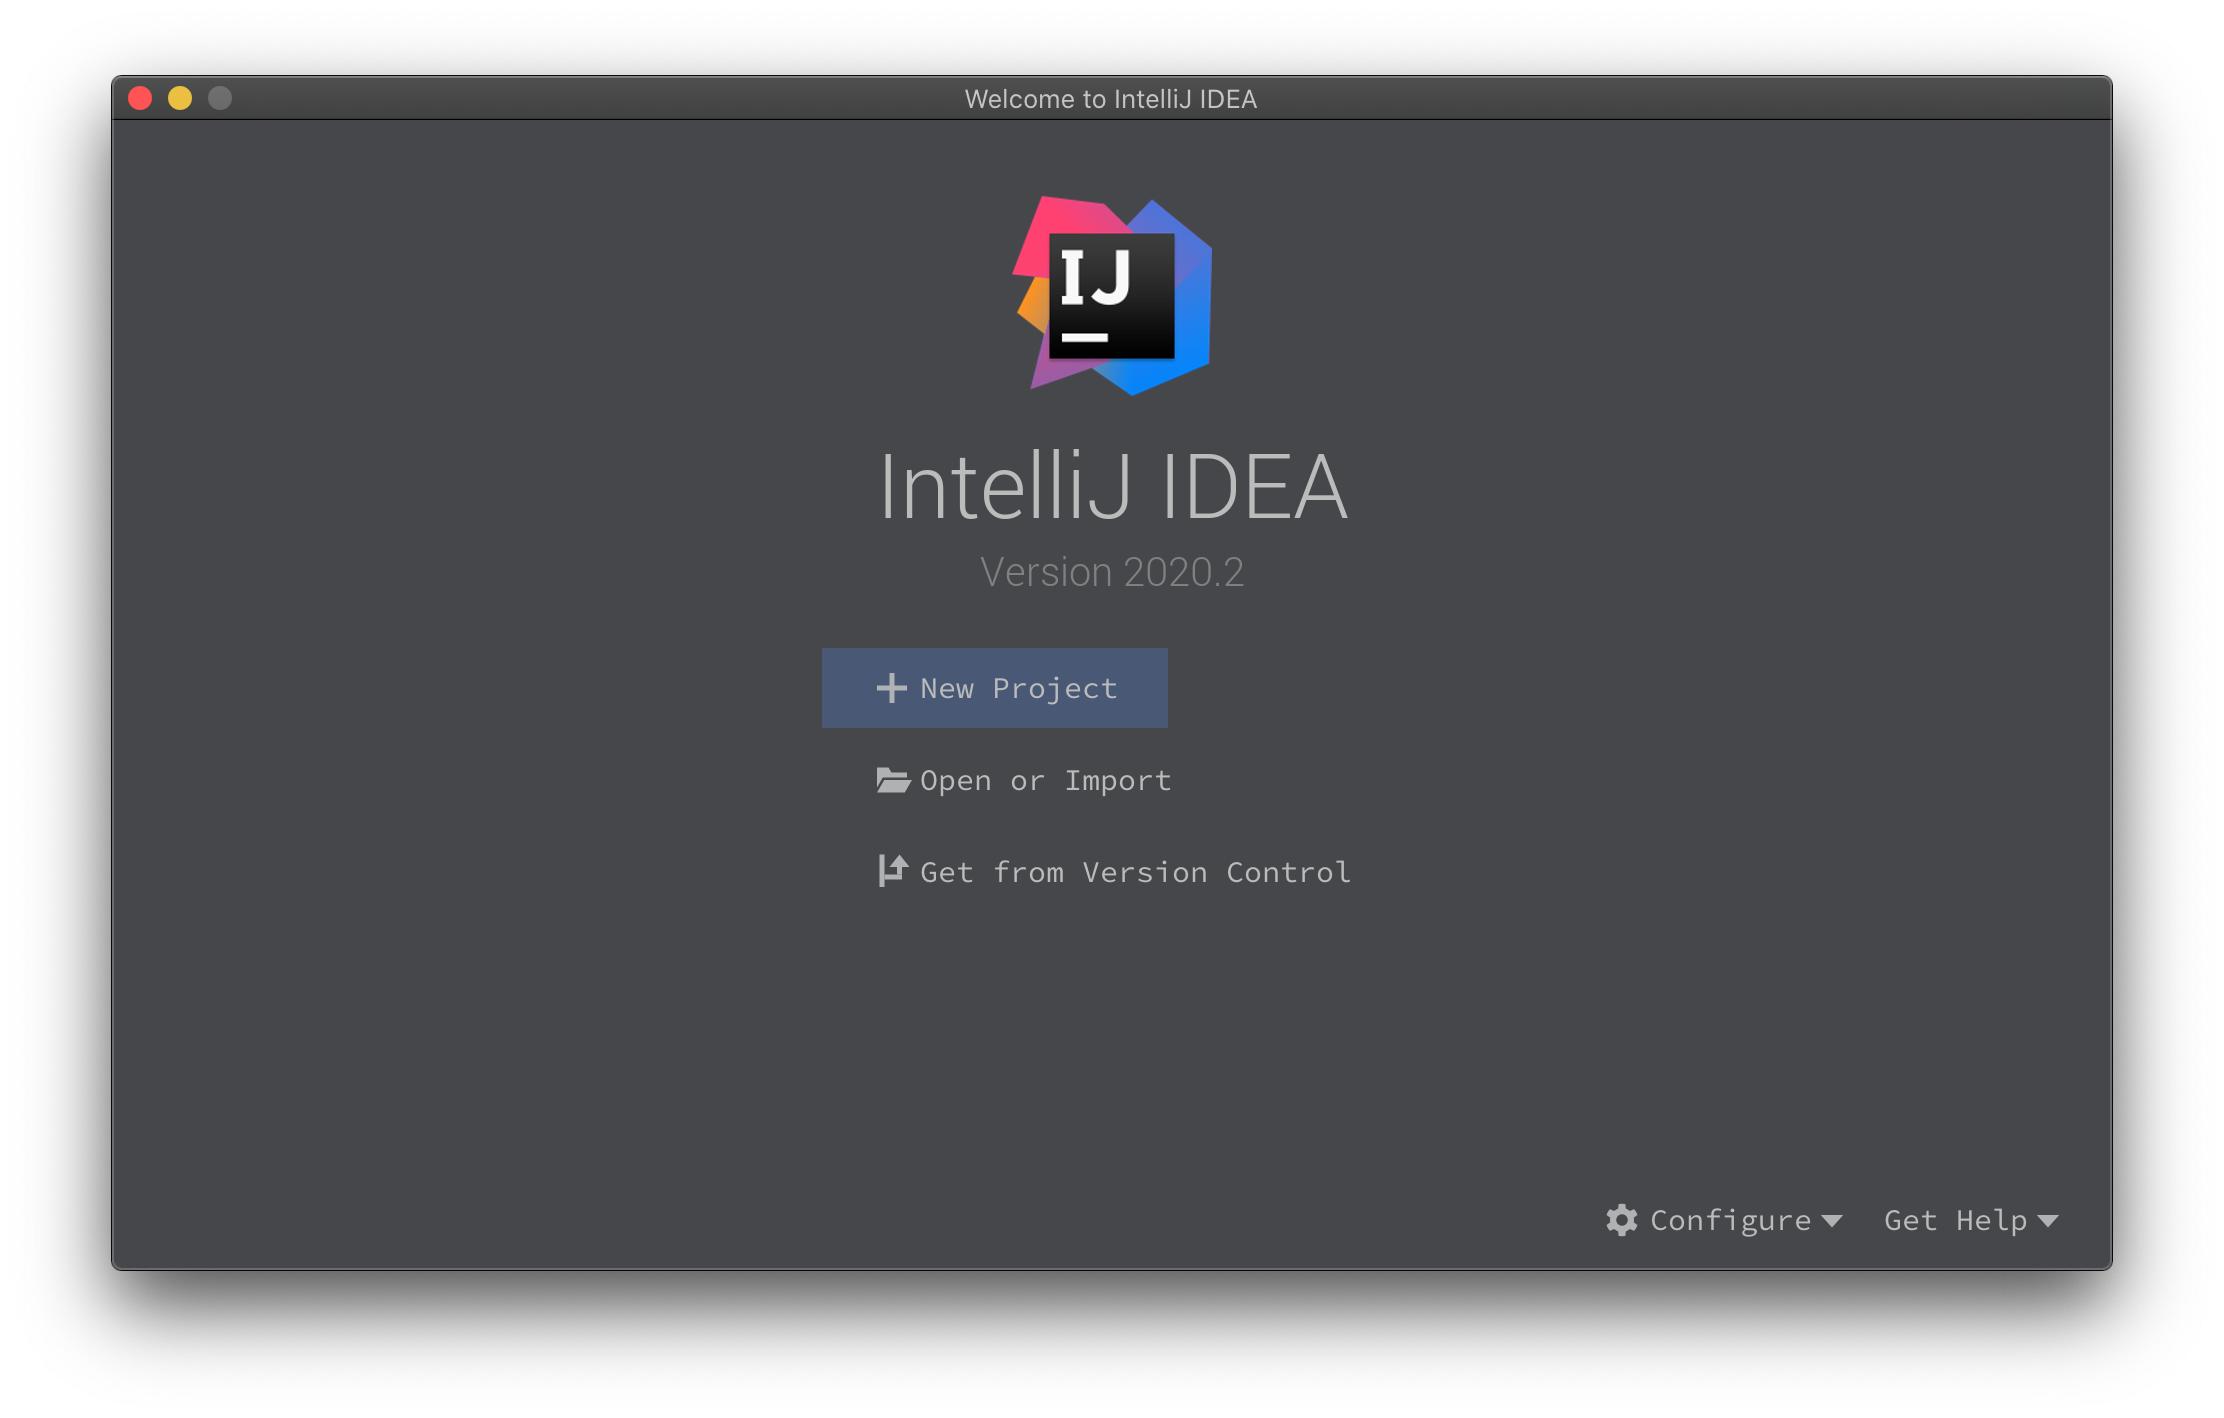 Welcome to IntelliJ IDEA
IJ
IntelliJ IDEA
Version 2020.2
New Project
Open or Import
Get from Version Control
Configure
Get Help